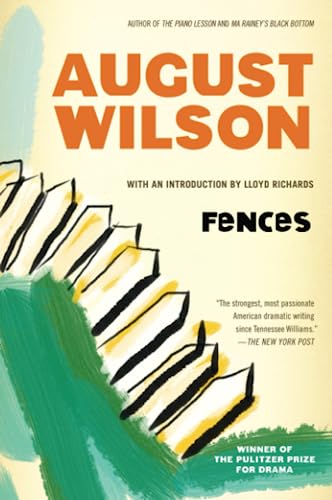 AUTHOR OF THE PIANO LESSON AND MA RAINEY'S BLACK BOTTOM
AUGUST
WILSON
WITH AN INTRODUCTION BY LLOYD RICHARDS
FENCES
"The strongest, most passionate
American dramatic writing
since Tennessee Williams."
—THE NEW YORK POST
WINNER OF
THE PULITZER PRIZE
FOR DRAMA